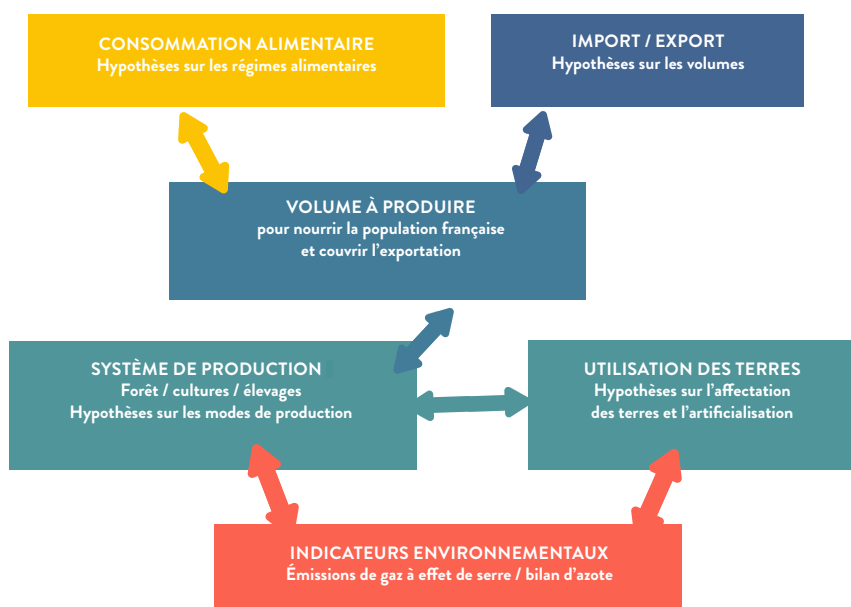 CONSOMMATION ALIMENTAIRE
Hypothèses sur les régimes alimentaires
IMPORT / EXPORT
Hypothèses sur les volumes
VOLUME À PRODUIRE
pour nourrir la population française
et couvrir l’exportation
SYSTÈME DE PRODUCTION
Forêt / cultures / élevages
Hypothèses sur les modes de production
UTILISATION DES TERRES
Hypothèses sur l’affectation
des terres et l’artificialisation
INDICATEURS ENVIRONNEMENTAUX
Émissions de gaz à effet de serre / bilan d’azote